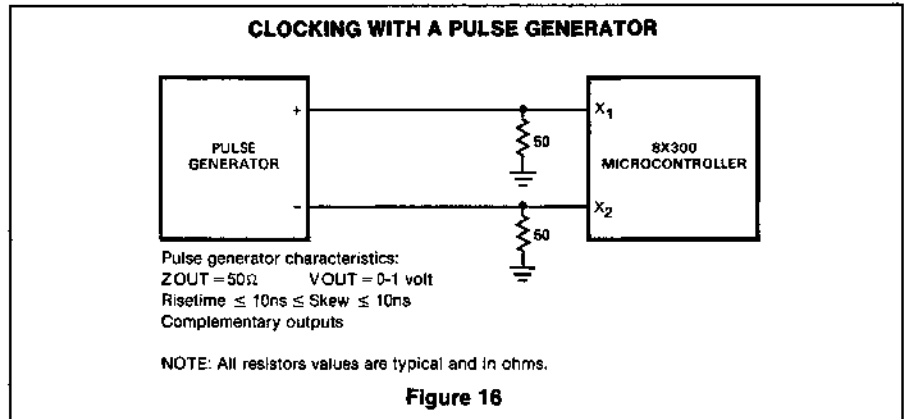 CLOCKING WITH A PULSE GENERATOR
+
X1
50
PULSE
GENERATOR
8X300
MICROCONTROLLER
-
X2
50
Pulse generator characteristics:
ZOUT = 50Ω VOUT = 0-1 volt
Risetime ≤ 10ns ≤ Skew ≤ 10ns
Complementary outputs
NOTE: All resistors values are typical and in ohms.
Figure 16